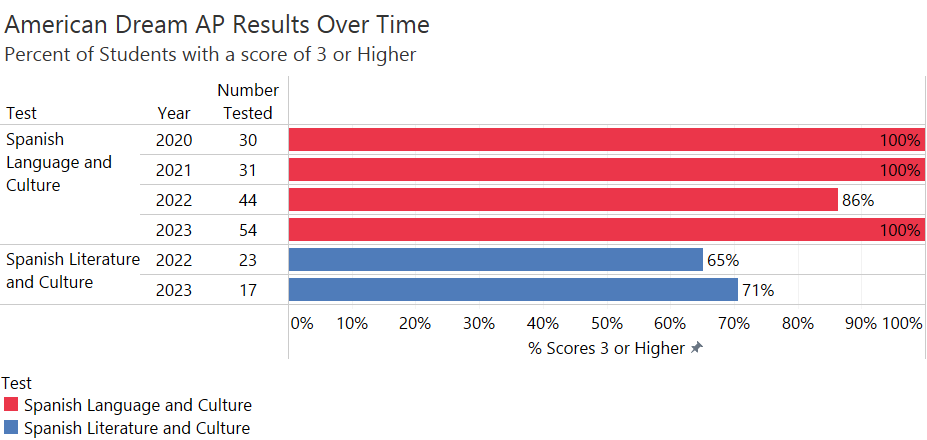 American Dream AP Results Over Time
Percent of Students with a score of 3 or Higher
Number
Test Year Tested
Spanish 2020 30 100%
Language and 2021 31 100%
Culture
2022 44 86%
2023 54 100%
Spanish Literature 2022 23 65%
and Culture 2023 17 71%
0% 10% 20% 30% 40% 50% 60% 70% 80% 90% 100%
% Scores 3 or Higher
Test
Spanish Language and Culture
Spanish Literature and Culture